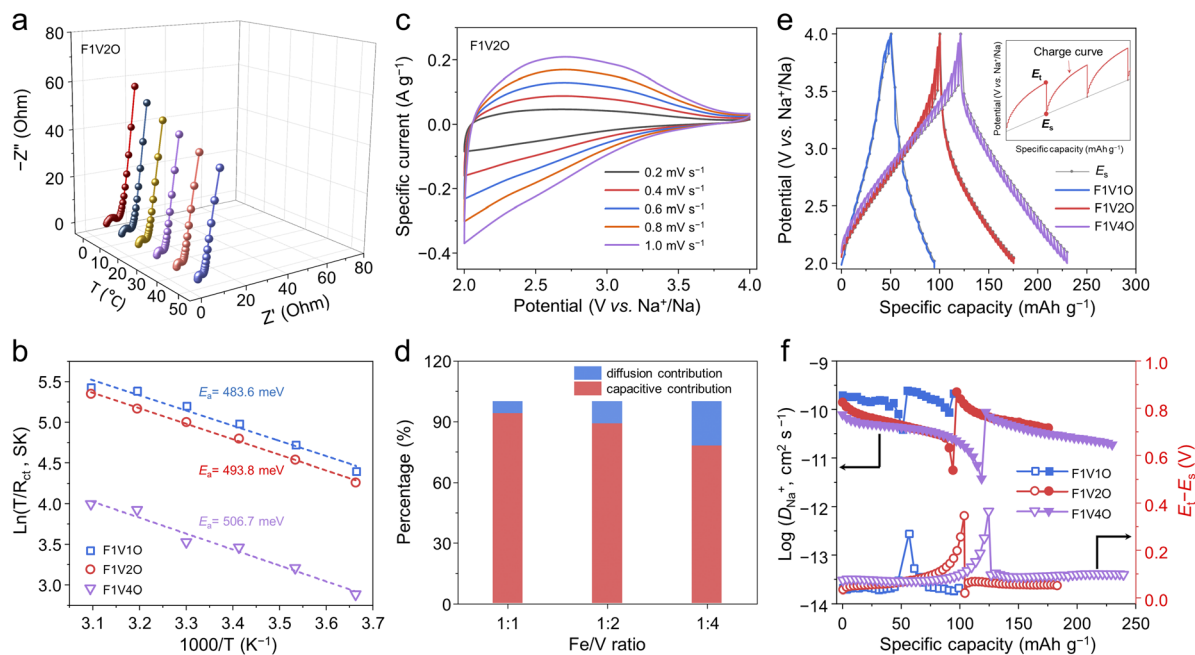 a
F1V2O
80
60
40
20
0
−Z″ (Ohm)
0
10
20
30
40
50
T (°c)
0
20
40
60
80
Z′ (Ohm)
c
F1V2O
0.2
0.0
−0.2
−0.4
Specific current (A g⁻¹)
0.2 mV s⁻¹
0.4 mV s⁻¹
0.6 mV s⁻¹
0.8 mV s⁻¹
1.0 mV s⁻¹
2.0 2.5 3.0 3.5 4.0
Potential (V vs. Na⁺/Na)
e
4.0
3.5
3.0
2.5
2.0
Potential (V vs. Na⁺/Na)
Charge curve
Eₜ
Eₛ
Potential (V vs. Na⁺/Na)
Specific capacity (mAh g⁻¹)
Eₛ
F1V1O
F1V2O
F1V4O
0 50 100 150 200 250 300
Specific capacity (mAh g⁻¹)
b
5.5
5.0
4.5
4.0
3.5
3.0
Ln(T/R_ct , SK)
Eₐ= 483.6 meV
Eₐ= 493.8 meV
Eₐ= 506.7 meV
F1V1O
F1V2O
F1V4O
3.1 3.2 3.3 3.4 3.5 3.6 3.7
1000/T (K⁻¹)
d
120
90
60
30
0
Percentage (%)
diffusion contribution
capacitive contribution
1:1 1:2 1:4
Fe/V ratio
f
−9
−10
−11
−12
−13
−14
Log (D_Na⁺, cm² s⁻¹)
F1V1O
F1V2O
F1V4O
1.0
0.8
0.6
0.4
0.2
0.0
Eₜ−Eₛ (V)
0 50 100 150 200 250
Specific capacity (mAh g⁻¹)